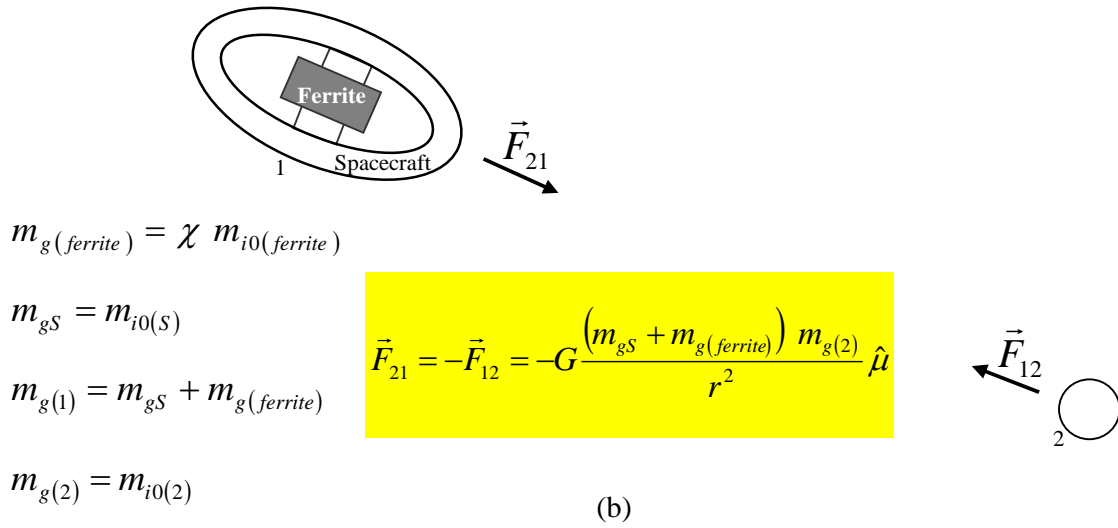 Ferrite
F⃗₂₁
1 Spacecraft
m_g(ferrite) = χ m_i0(ferrite)
m_gS = m_i0(S)
F⃗₂₁ = −F⃗₁₂ = −G (m_gS + m_g(ferrite)) m_g(2) / r² μ̂
F⃗₁₂
m_g(1) = m_gS + m_g(ferrite)
2
m_g(2) = m_i0(2)
(b)